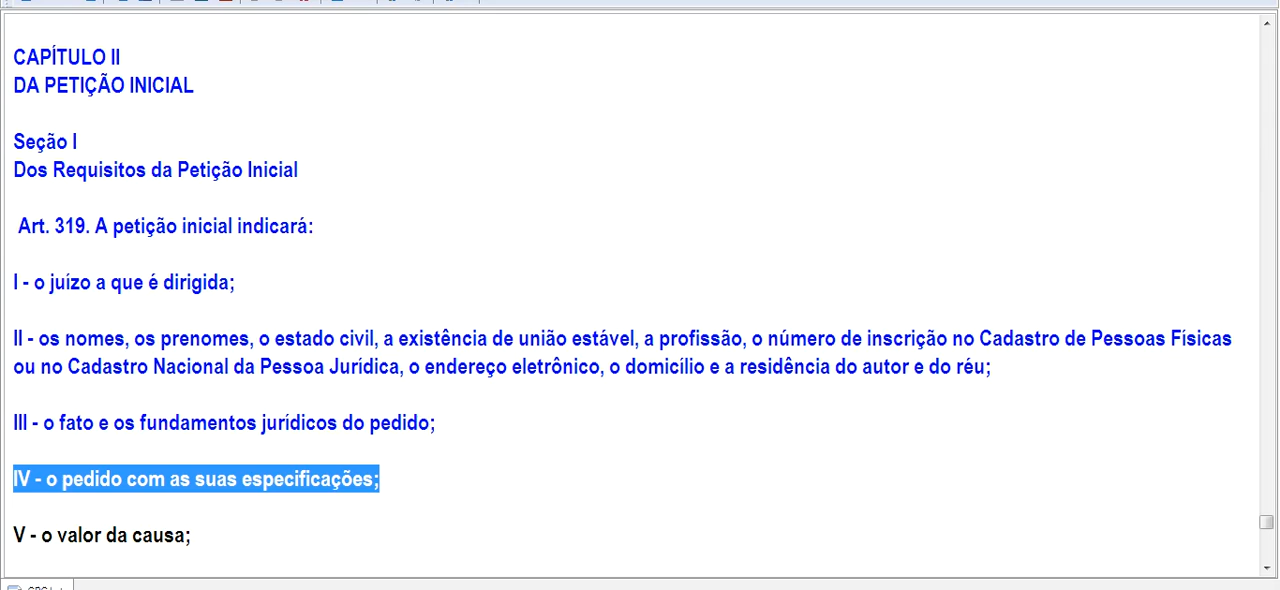 CAPÍTULO II
DA PETIÇÃO INICIAL
Seção I
Dos Requisitos da Petição Inicial
Art. 319. A petição inicial indicará:
I - o juízo a que é dirigida;
II - os nomes, os prenomes, o estado civil, a existência de união estável, a profissão, o número de inscrição no Cadastro de Pessoas Físicas
ou no Cadastro Nacional da Pessoa Jurídica, o endereço eletrônico, o domicílio e a residência do autor e do réu;
III - o fato e os fundamentos jurídicos do pedido;
IV - o pedido com as suas especificações;
V - o valor da causa;